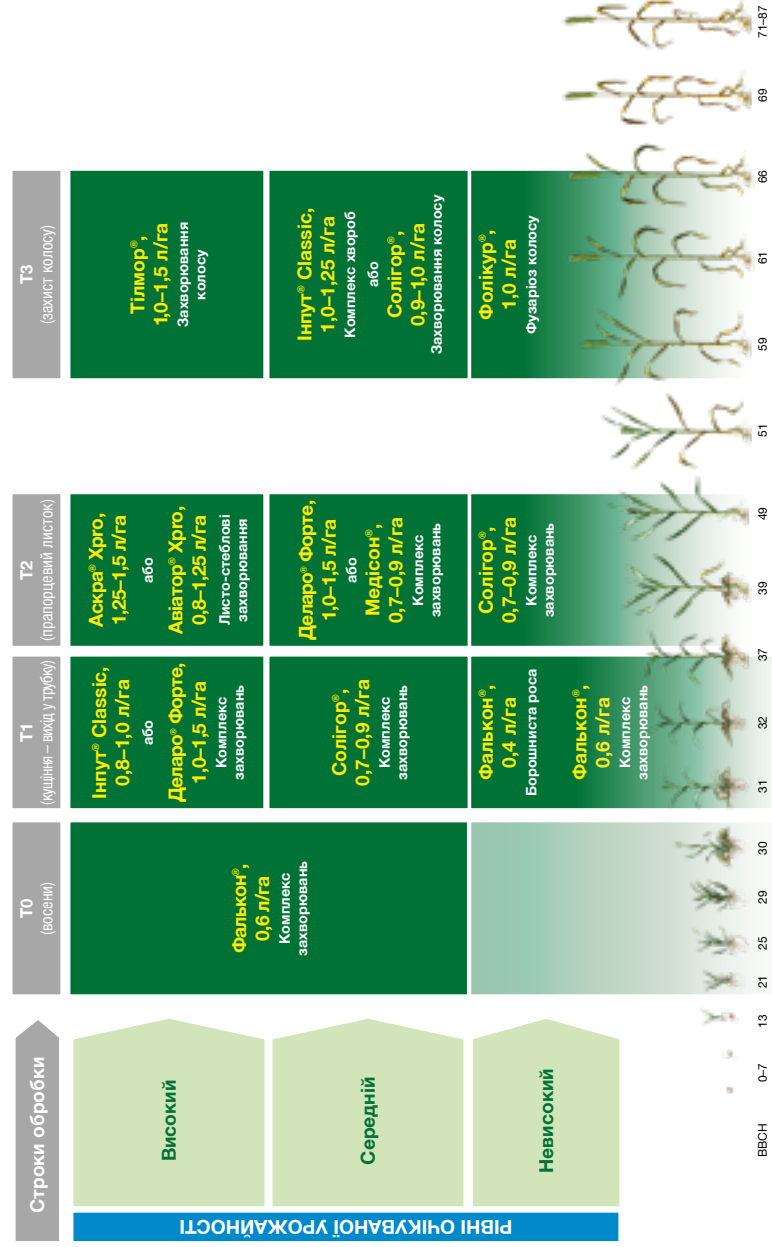 Строки обробки
T0
(восени)
T1
(кущіння – вихід у трубку)
T2
(прапорцевий листок)
T3
(захист колосу)
РІВНІ ОЧІКУВАНОЇ УРОЖАЙНОСТІ
Високий
Фалькон®,
0,6 л/га
Комплекс
захворювань
Інпут® Classic,
0,8–1,0 л/га
або
Деларо® Форте,
1,0–1,5 л/га
Комплекс
захворювань
Аскра® Xpro,
1,25–1,5 л/га
або
Авіатор® Xpro,
0,8–1,25 л/га
Листо-стеблові
захворювання
Тілмор®,
1,0–1,5 л/га
Захворювання
колосу
Середній
Солігор®,
0,7–0,9 л/га
Комплекс
захворювань
Деларо® Форте,
1,0–1,5 л/га
або
Медісон®,
0,7–0,9 л/га
Комплекс
захворювань
Інпут® Classic,
1,0–1,25 л/га
Комплекс хвороб
або
Солігор®,
0,9–1,0 л/га
Захворювання колосу
Невисокий
Фалькон®,
0,4 л/га
Борошниста роса
Фалькон®,
0,6 л/га
Комплекс
захворювань
Солігор®,
0,7–0,9 л/га
Комплекс
захворювань
Фолікур®,
1,0 л/га
Фузаріоз колосу
BBCH 0–7 13 21 25 29 30 31 32 37 39 49 51 59 61 66 69 71–87